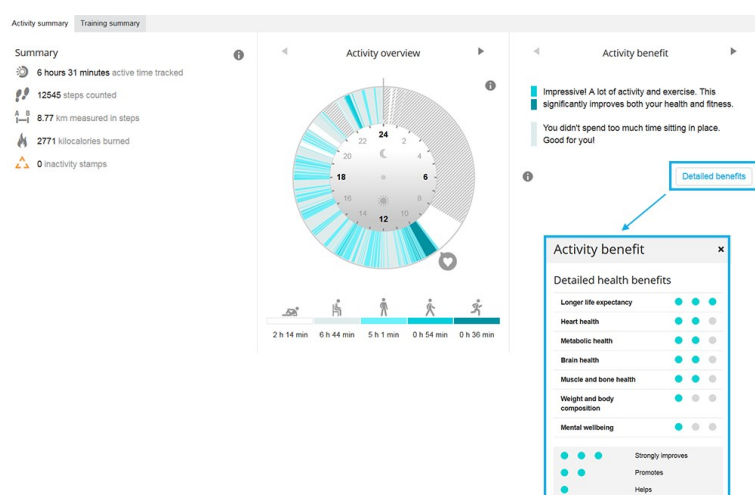 Activity summary
Training summary
Summary
6 hours 31 minutes active time tracked
12545 steps counted
A B
8.77 km measured in steps
2771 kilocalories burned
0 inactivity stamps
Activity overview
24
22 2
20 4
18 6
16 8
14 10
12
2 h 14 min 6 h 44 min 5 h 1 min 0 h 54 min 0 h 36 min
Activity benefit
Impressive! A lot of activity and exercise. This
significantly improves both your health and fitness.
You didn't spend too much time sitting in place.
Good for you!
Detailed benefits
Activity benefit ×
Detailed health benefits
Longer life expectancy
Heart health
Metabolic health
Brain health
Muscle and bone health
Weight and body
composition
Mental wellbeing
Strongly improves
Promotes
Helps